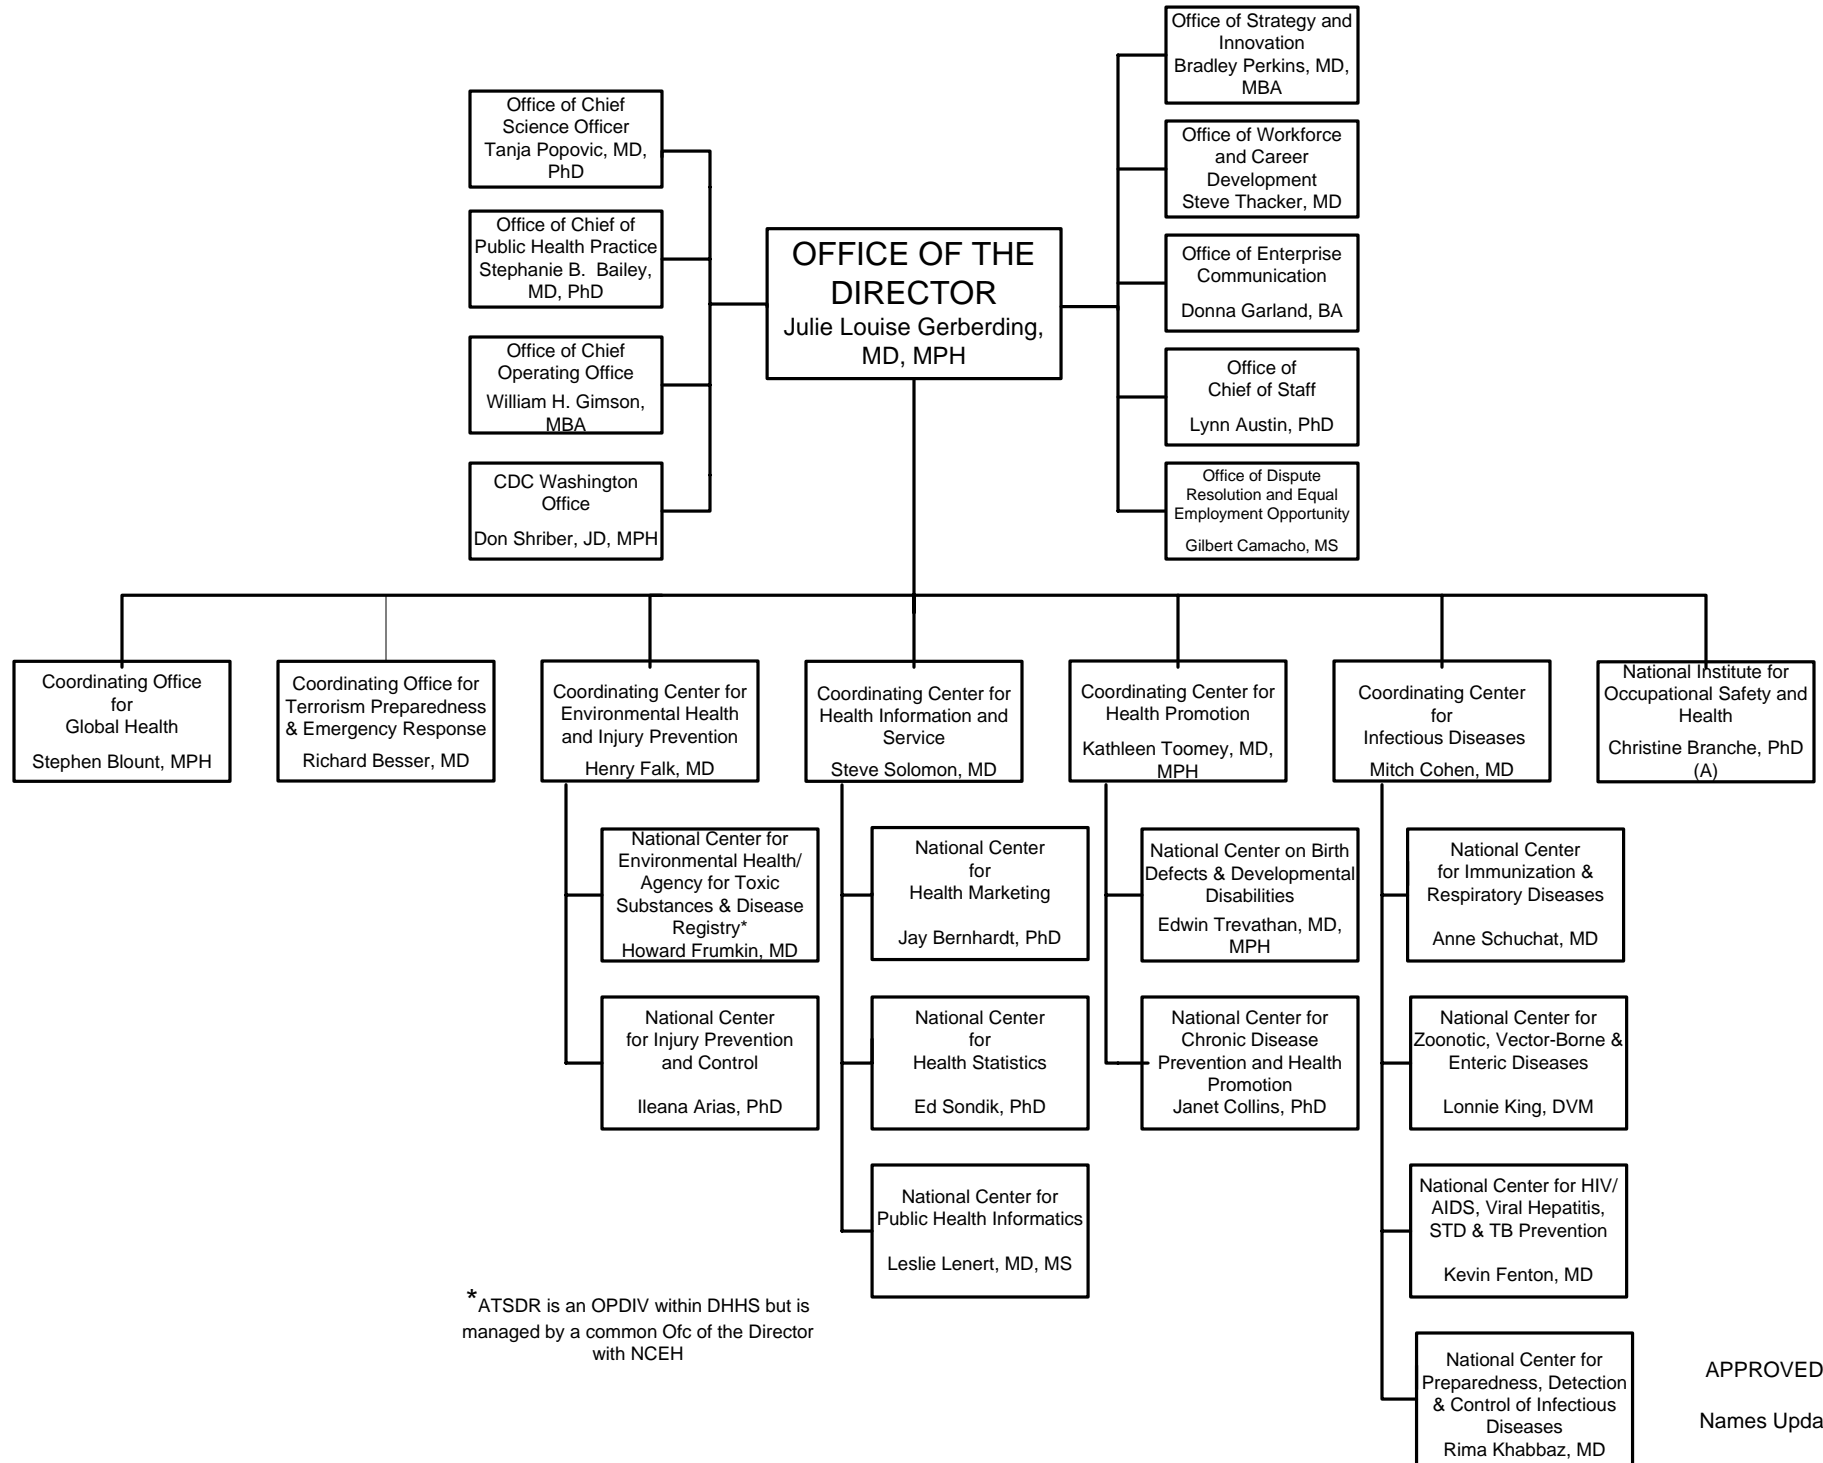 Office of Strategy and
Innovation
Bradley Perkins, MD,
MBA
Office of Chief
Science Officer
Tanja Popovic, MD,
PhD
Office of Workforce
and Career
Development
Steve Thacker, MD
Office of Chief of
Public Health Practice
Stephanie B. Bailey,
MD, PhD
OFFICE OF THE
DIRECTOR
Julie Louise Gerberding,
MD, MPH
Office of Enterprise
Communication
Donna Garland, BA
Office of Chief
Operating Office
William H. Gimson,
MBA
Office of
Chief of Staff
Lynn Austin, PhD
CDC Washington
Office
Don Shriber, JD, MPH
Office of Dispute
Resolution and Equal
Employment Opportunity
Gilbert Camacho, MS
Coordinating Office
for
Global Health
Stephen Blount, MPH
Coordinating Office for
Terrorism Preparedness
& Emergency Response
Richard Besser, MD
Coordinating Center for
Environmental Health
and Injury Prevention
Henry Falk, MD
Coordinating Center for
Health Information and
Service
Steve Solomon, MD
Coordinating Center for
Health Promotion
Kathleen Toomey, MD,
MPH
Coordinating Center
for
Infectious Diseases
Mitch Cohen, MD
National Institute for
Occupational Safety and
Health
Christine Branche, PhD
(A)
National Center for
Environmental Health/
Agency for Toxic
Substances & Disease
Registry*
Howard Frumkin, MD
National Center
for
Health Marketing
Jay Bernhardt, PhD
National Center on Birth
Defects & Developmental
Disabilities
Edwin Trevathan, MD,
MPH
National Center
for Immunization &
Respiratory Diseases
Anne Schuchat, MD
National Center
for Injury Prevention
and Control
Ileana Arias, PhD
National Center
for
Health Statistics
Ed Sondik, PhD
National Center for
Chronic Disease
Prevention and Health
Promotion
Janet Collins, PhD
National Center for
Zoonotic, Vector-Borne &
Enteric Diseases
Lonnie King, DVM
National Center for
Public Health Informatics
Leslie Lenert, MD, MS
National Center for HIV/
AIDS, Viral Hepatitis,
STD & TB Prevention
Kevin Fenton, MD
*ATSDR is an OPDIV within DHHS but is
managed by a common Ofc of the Director
with NCEH
National Center for
Preparedness, Detection
& Control of Infectious
Diseases
Rima Khabbaz, MD
APPROVED
Names Upda